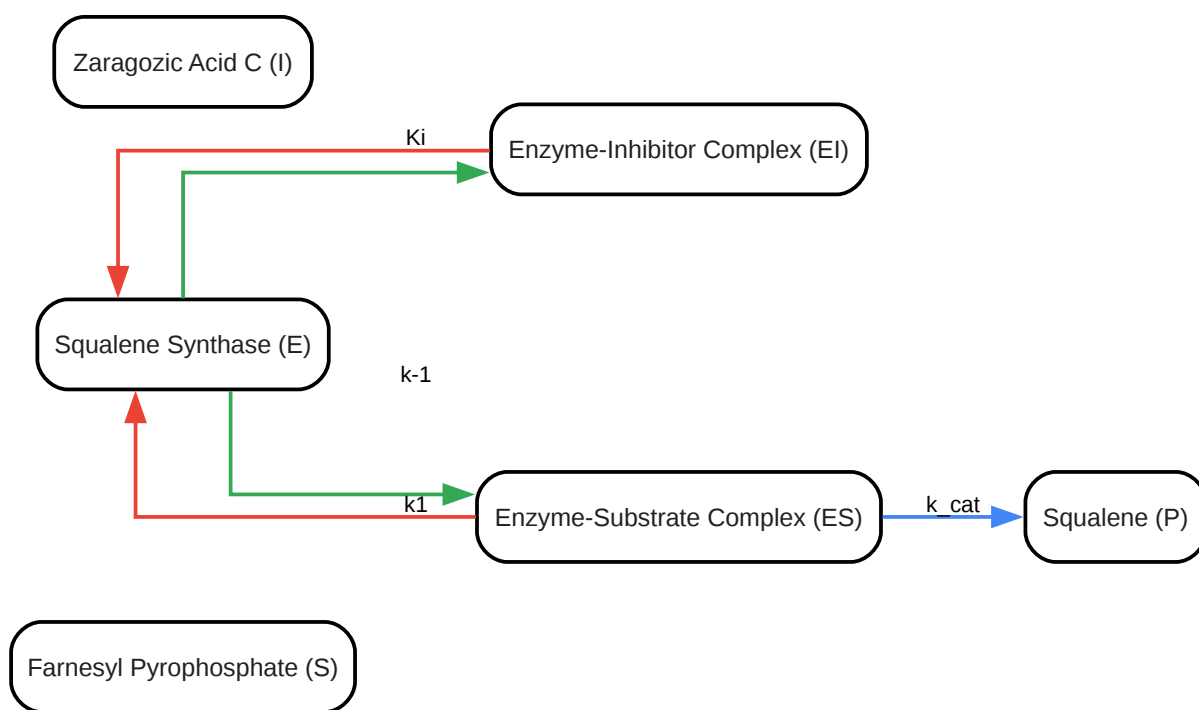 Zaragozic Acid C (I)
Ki
Enzyme-Inhibitor Complex (EI)
Squalene Synthase (E)
k-1
k1
Enzyme-Substrate Complex (ES)
k_cat
Squalene (P)
Farnesyl Pyrophosphate (S)